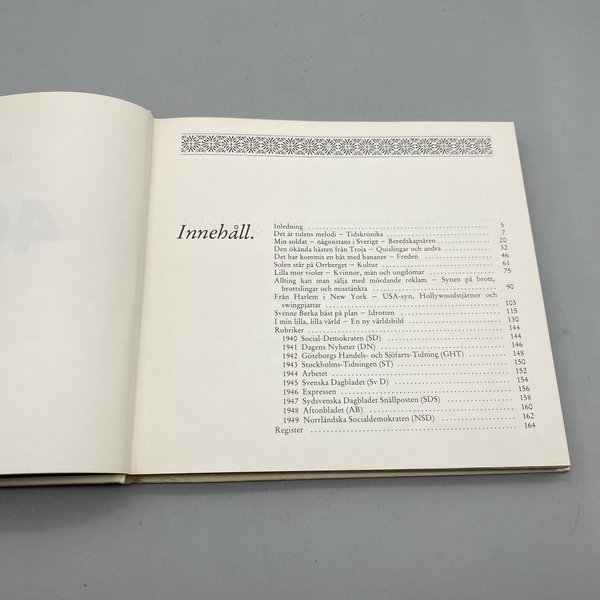 Innehåll.
Inledning 5
Det är tidens melodi – Tidskrönika 7
Min soldat – någonstans i Sverige – Beredskapsåren 20
Den ökända hästen från Troja – Quislingar och andra 32
Det har kommit en båt med bananer – Freden 46
Solen står på Orrberget – Kultur 61
Lilla mor violer – Kvinnor, män och ungdomar 75
Allting kan man sälja med mördande reklam – Synen på brott,
brottslingar och misstänkta 90
Från Harlem i New York – USA-syn, Hollywoodstjärnor och
swingpjattar 103
Svenne Berka bäst på plan – Idrotten 115
I min lilla, lilla värld – En ny världsbild 130
Rubriker 144
1940 Social-Demokraten (SD) 144
1941 Dagens Nyheter (DN) 146
1942 Göteborgs Handels- och Sjöfarts-Tidning (GHT) 148
1943 Stockholms-Tidningen (ST) 150
1944 Arbetet 152
1945 Svenska Dagbladet (Sv D) 154
1946 Expressen 156
1947 Sydsvenska Dagbladet Snällposten (SDS) 158
1948 Aftonbladet (AB) 160
1949 Norrländska Socialdemokraten (NSD) 162
Register 164